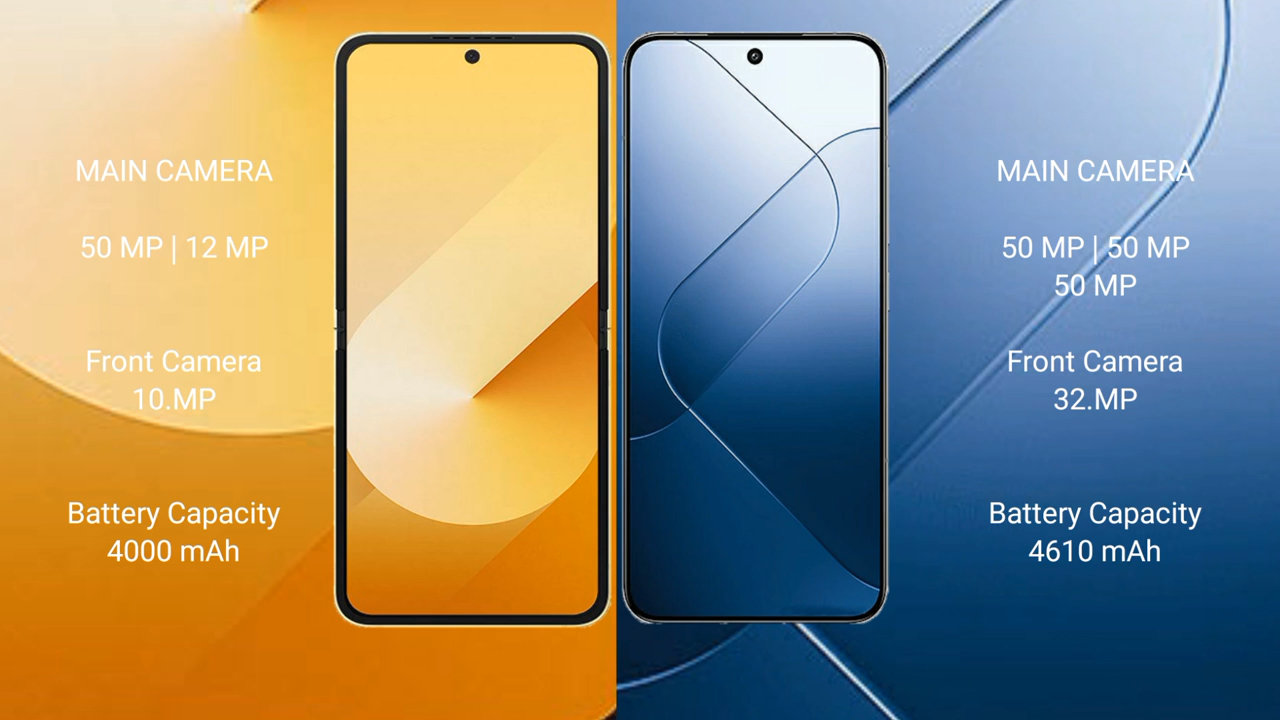 MAIN CAMERA
50 MP | 12 MP
Front Camera
10.MP
Battery Capacity
4000 mAh
MAIN CAMERA
50 MP | 50 MP
50 MP
Front Camera
32.MP
Battery Capacity
4610 mAh